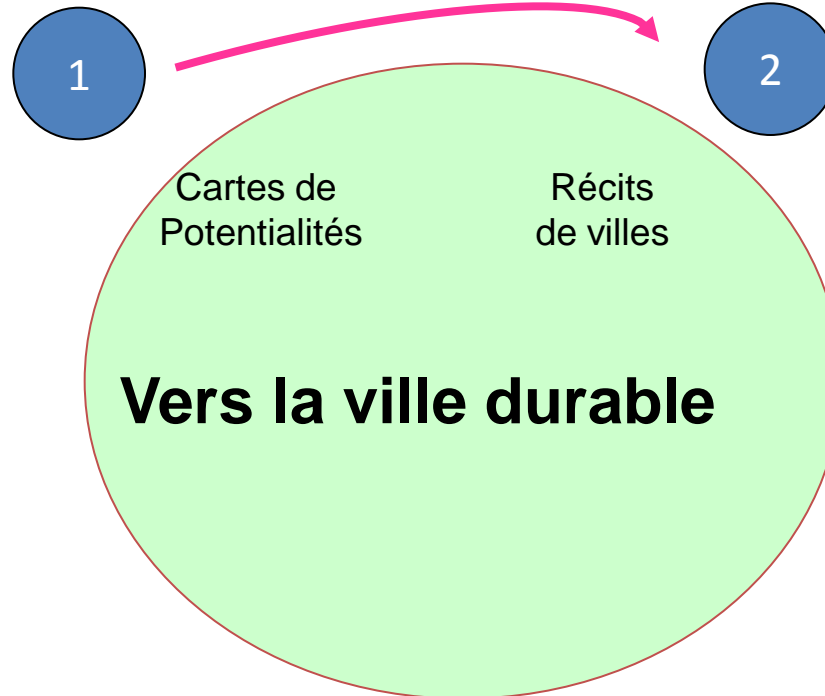 1
2
Cartes de
Potentialités
Récits
de villes
Vers la ville durable